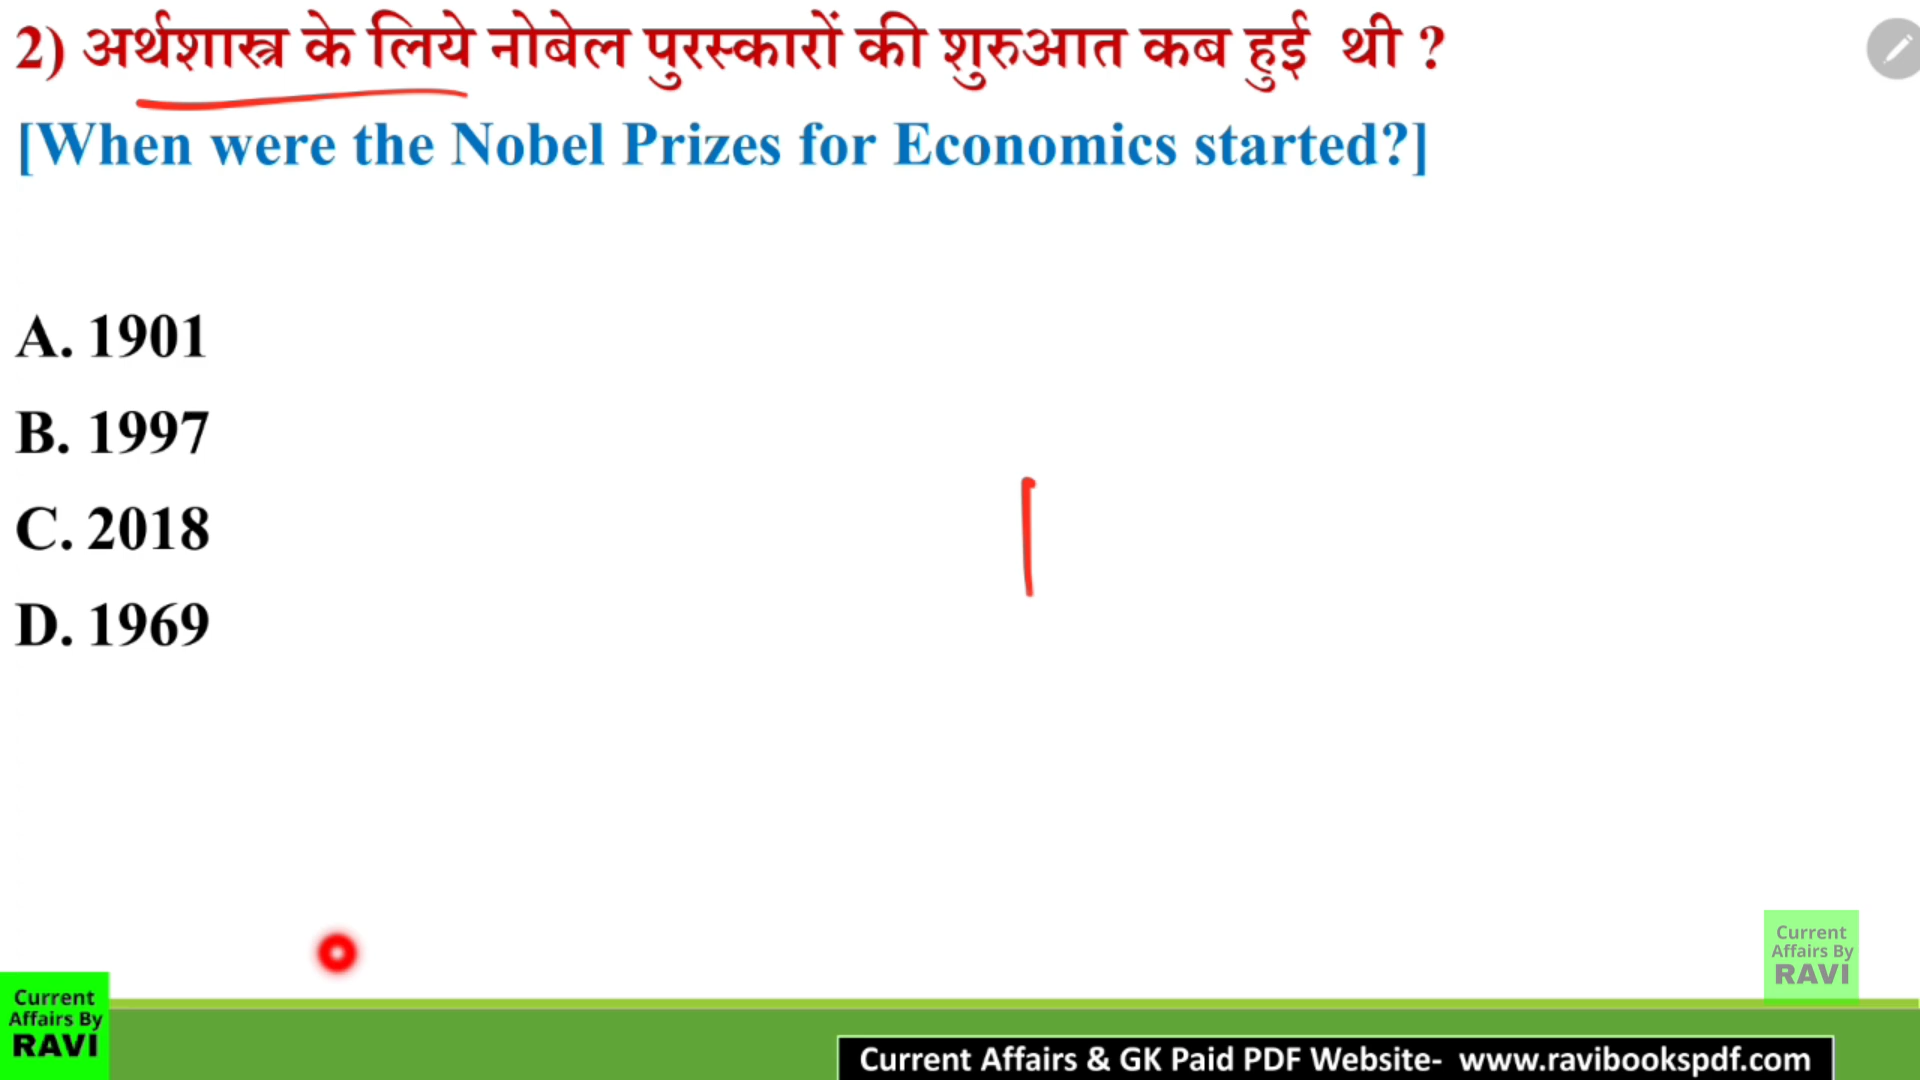 2) अर्थशास्त्र के लिये नोबेल पुरस्कारों की शुरुआत कब हुई थी ?
[When were the Nobel Prizes for Economics started?]
A. 1901
B. 1997
C. 2018
D. 1969
Current
Affairs By
RAVI
Current
Affairs By
RAVI
Current Affairs & GK Paid PDF Website- www.ravibookspdf.com